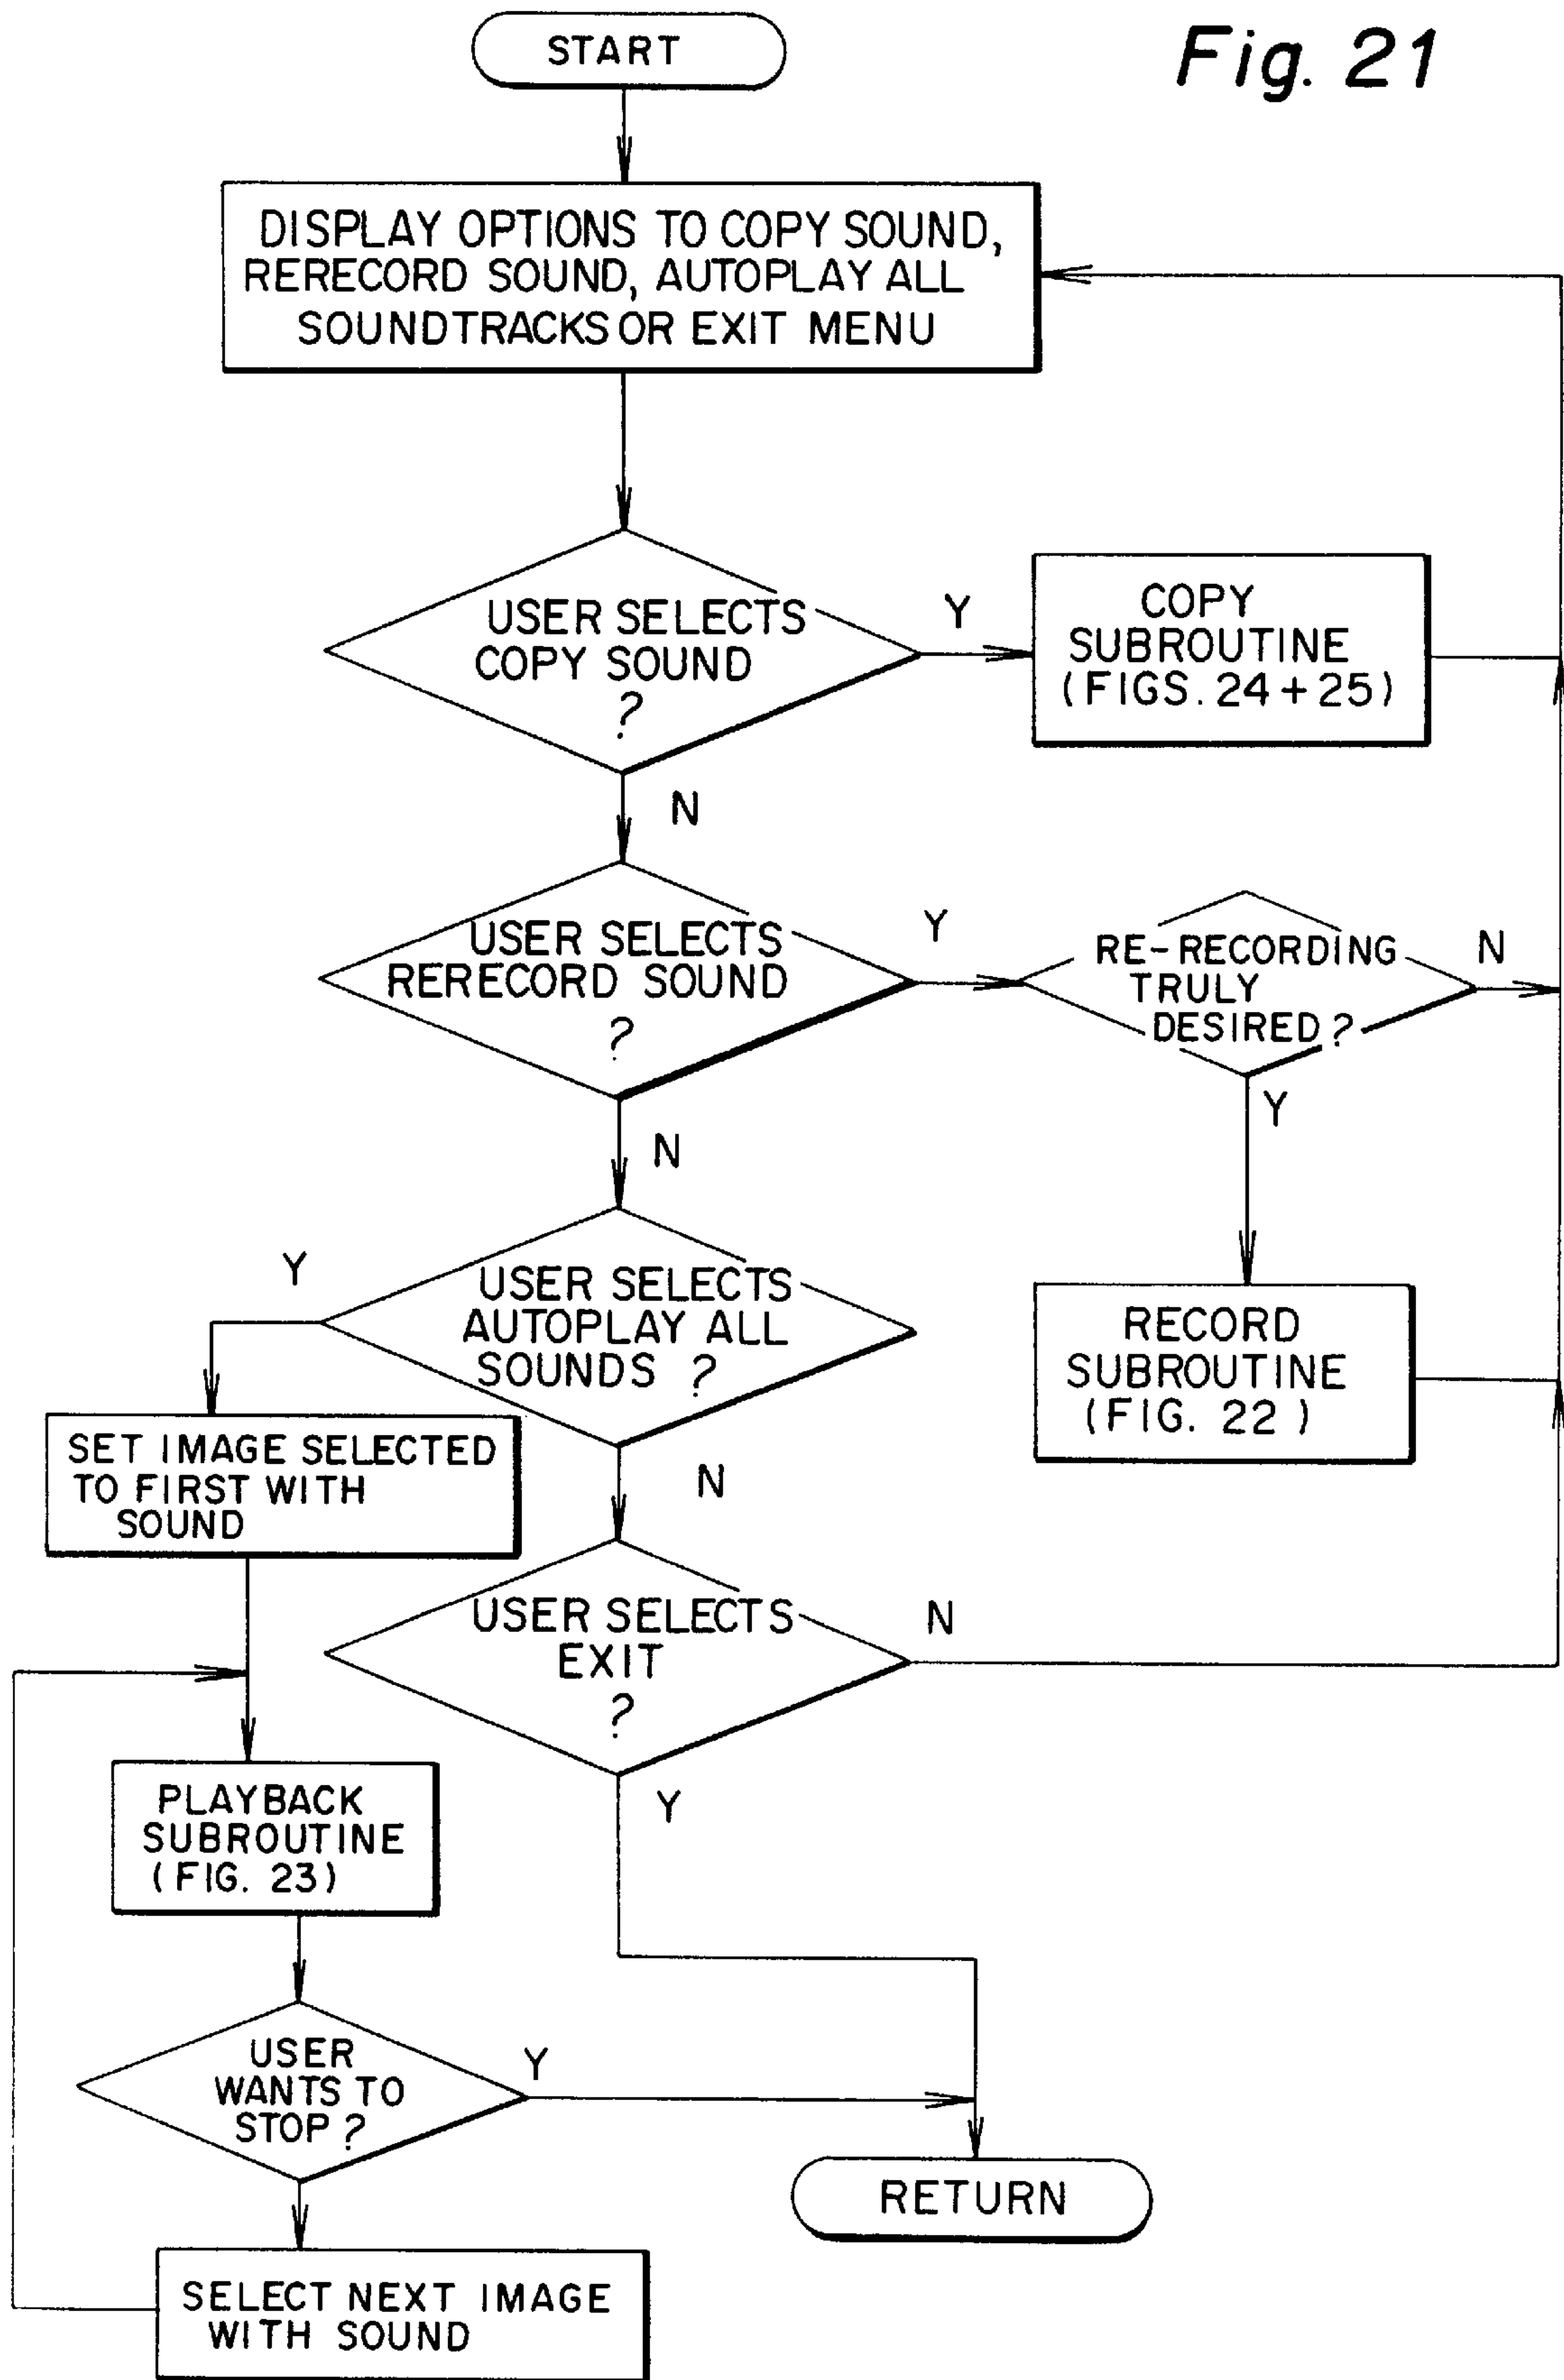 Fig. 21
START
DISPLAY OPTIONS TO COPY SOUND,
RERECORD SOUND, AUTOPLAY ALL
SOUNDTRACKS OR EXIT MENU
USER SELECTS
COPY SOUND
?
Y
COPY
SUBROUTINE
(FIGS. 24+25)
N
USER SELECTS
RERECORD SOUND
?
Y
RE-RECORDING
TRULY
DESIRED?
N
Y
RECORD
SUBROUTINE
(FIG. 22)
N
USER SELECTS
AUTOPLAY ALL
SOUNDS ?
Y
SET IMAGE SELECTED
TO FIRST WITH
SOUND
N
USER SELECTS
EXIT
?
N
Y
PLAYBACK
SUBROUTINE
(FIG. 23)
USER
WANTS TO
STOP?
Y
RETURN
SELECT NEXT IMAGE
WITH SOUND